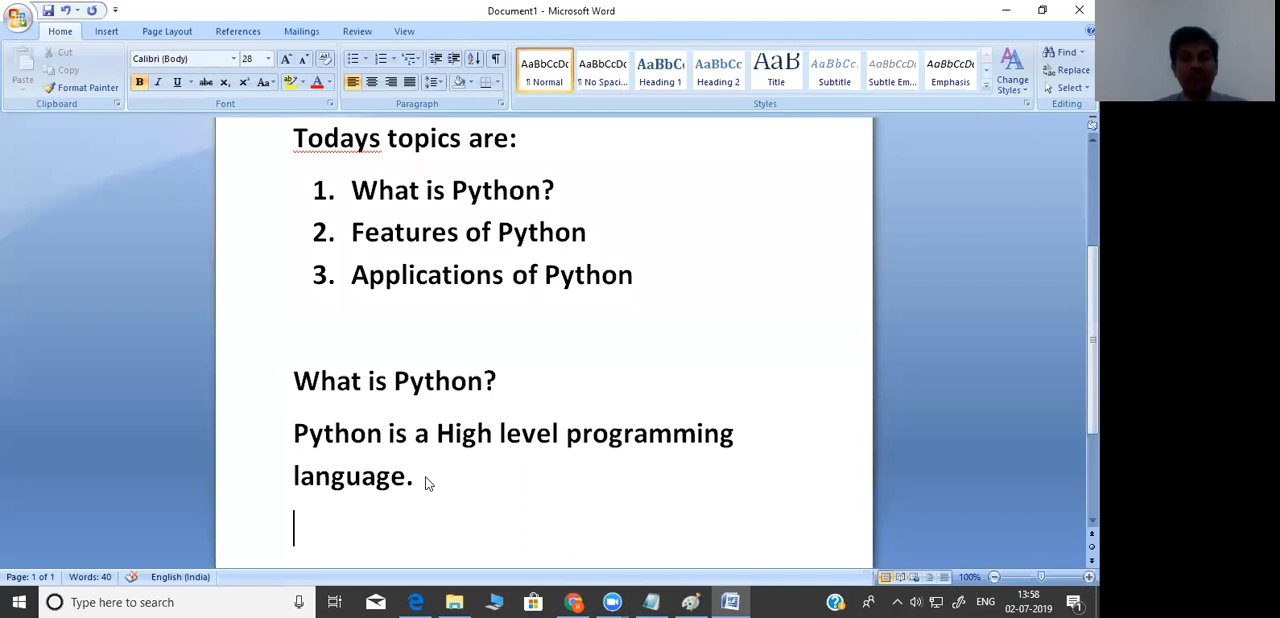 Document1 - Microsoft Word
Home Insert Page Layout References Mailings Review View
Paste
Cut
Copy
Format Painter
Clipboard
Calibri (Body) 28
Font
Paragraph
AaBbCcDc AaBbCcDc AaBbC AaBbCc AaB AaBbCc. AaBbCcDc AaBbCcDc
¶ Normal ¶ No Spaci... Heading 1 Heading 2 Title Subtitle Subtle Em... Emphasis
Change
Styles
Styles
Find
Replace
Select
Editing
Todays topics are:
1. What is Python?
2. Features of Python
3. Applications of Python
What is Python?
Python is a High level programming
language.
Page: 1 of 1 Words: 40 English (India) 100%
Type here to search
ENG
13:58
02-07-2019